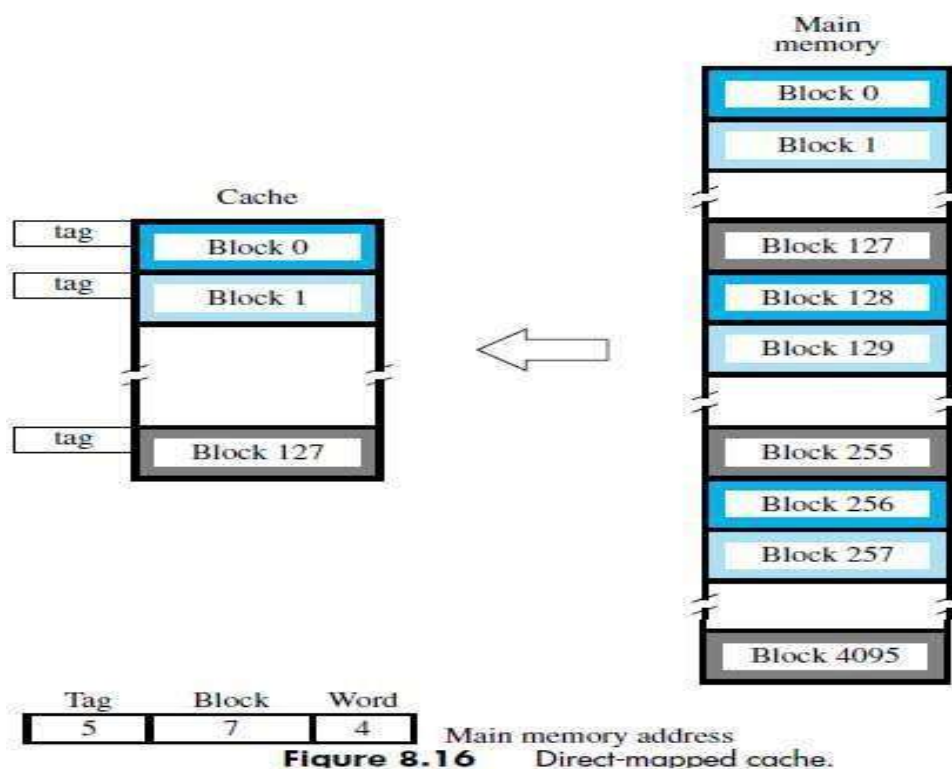 Main
memory
Block 0
Block 1
Cache
tag
Block 0
Block 127
tag
Block 1
Block 128
Block 129
tag
Block 127
Block 255
Block 256
Block 257
Block 4095
Tag Block Word
5 7 4 Main memory address
Figure 8.16 Direct-mapped cache.